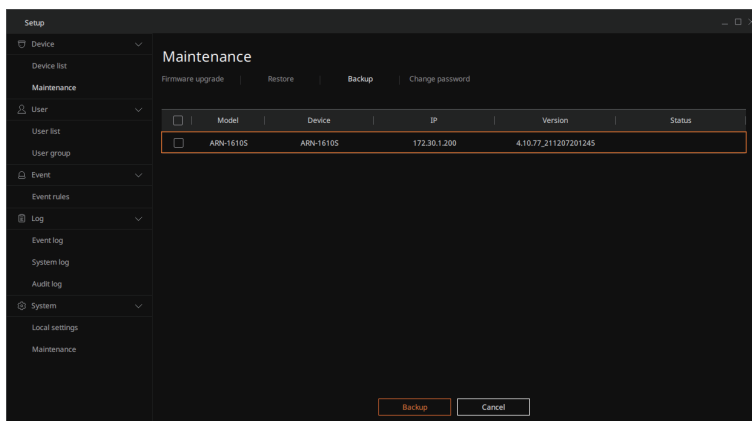 Setup
Device
Device list
Maintenance
User
User list
User group
Event
Event rules
Log
Event log
System log
Audit log
System
Local settings
Maintenance
Maintenance
Firmware upgrade Restore Backup Change password
Model Device IP Version Status
ARN-1610S ARN-1610S 172.30.1.200 4.10.77_211207201245
Backup Cancel